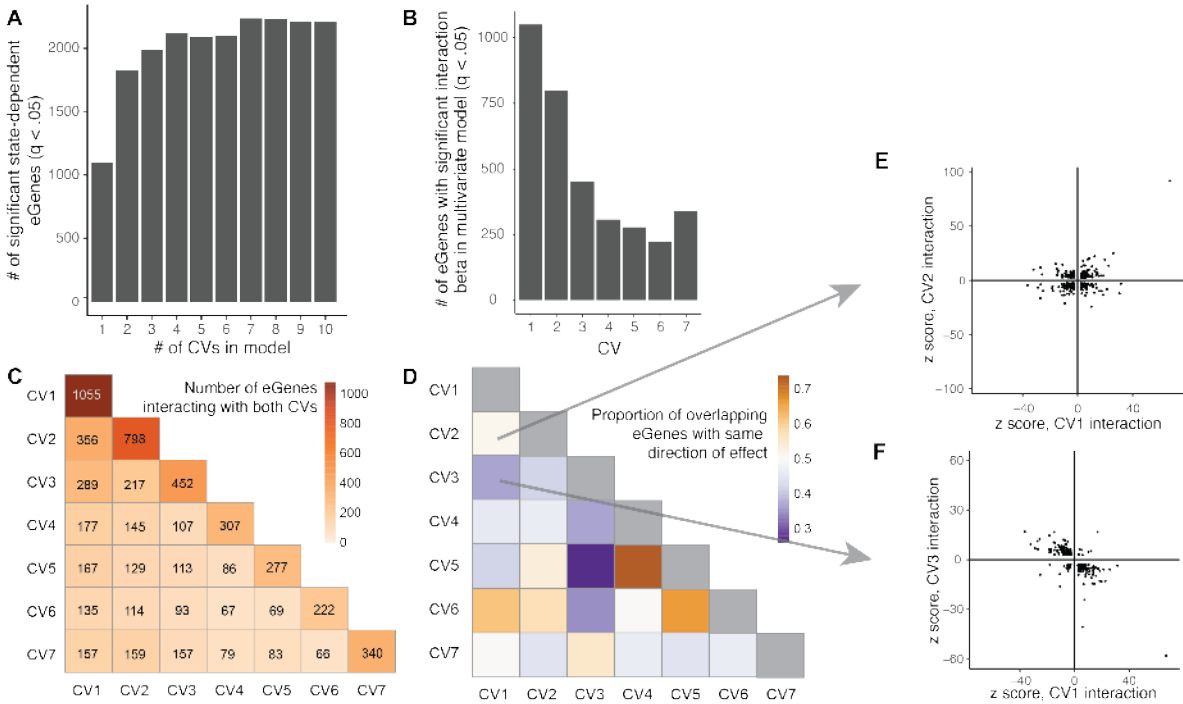 A
# of significant state-dependent
eGenes (q < .05)
2000
1500
1000
500
0
1 2 3 4 5 6 7 8 9 10
# of CVs in model
B
# of eGenes with significant interaction
beta in multivariate model (q < .05)
1000
750
500
250
0
1 2 3 4 5 6 7
CV
C
Number of eGenes
interacting with both CVs
1000
800
600
400
200
0
CV1 1055
CV2 356 798
CV3 289 217 452
CV4 177 145 107 307
CV5 167 129 113 86 277
CV6 135 114 93 67 69 222
CV7 157 159 157 79 83 66 340
CV1 CV2 CV3 CV4 CV5 CV6 CV7
D
Proportion of overlapping
eGenes with same
direction of effect
0.7
0.6
0.5
0.4
0.3
CV1
CV2
CV3
CV4
CV5
CV6
CV7
CV1 CV2 CV3 CV4 CV5 CV6 CV7
E
z score, CV2 interaction
100
50
0
−50
−100
−40 0 40
z score, CV1 interaction
F
z score, CV3 interaction
60
30
0
−30
−60
−40 0 40
z score, CV1 interaction